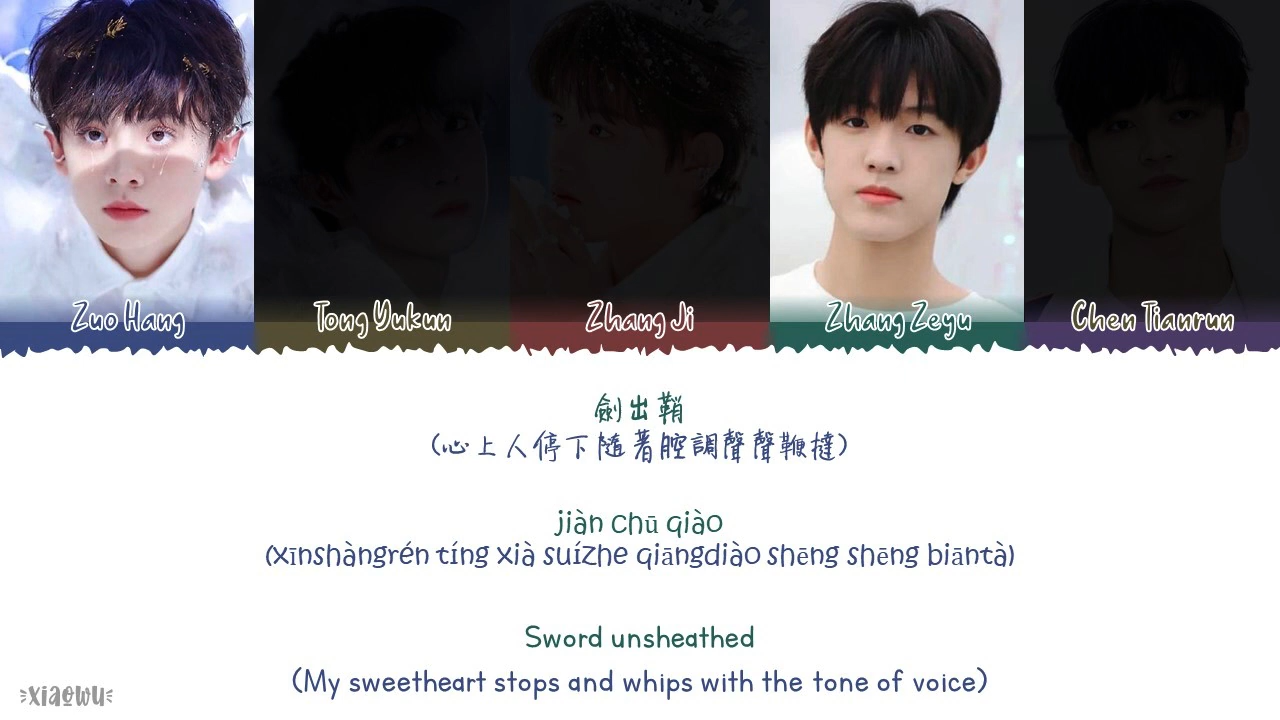 Zuo Hang
Tong Yukun
Zhang Ji
Zhang Zeyu
Chen Tianrun
劍出鞘
(心上人停下隨著腔調聲聲鞭撻)
jiàn chū qiào
(xīnshàngrén tíng xià suízhe qiāngdiào shēng shēng biāntà)
Sword unsheathed
(My sweetheart stops and whips with the tone of voice)
xiaowu